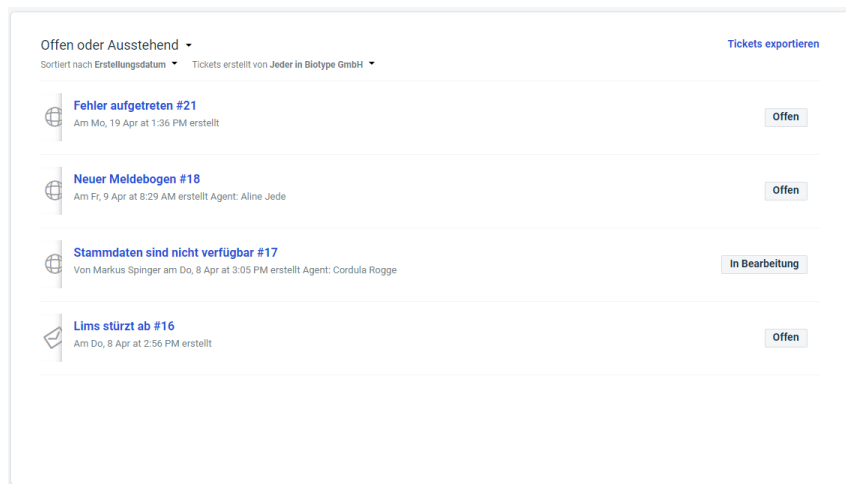 Offen oder Ausstehend
Tickets exportieren
Sortiert nach Erstellungsdatum Tickets erstellt von Jeder in Biotype GmbH
Fehler aufgetreten #21
Am Mo, 19 Apr at 1:36 PM erstellt
Offen
Neuer Meldebogen #18
Am Fr, 9 Apr at 8:29 AM erstellt Agent: Aline Jede
Offen
Stammdaten sind nicht verfügbar #17
Von Markus Spinger am Do, 8 Apr at 3:05 PM erstellt Agent: Cordula Rogge
In Bearbeitung
Lims stürzt ab #16
Am Do, 8 Apr at 2:56 PM erstellt
Offen